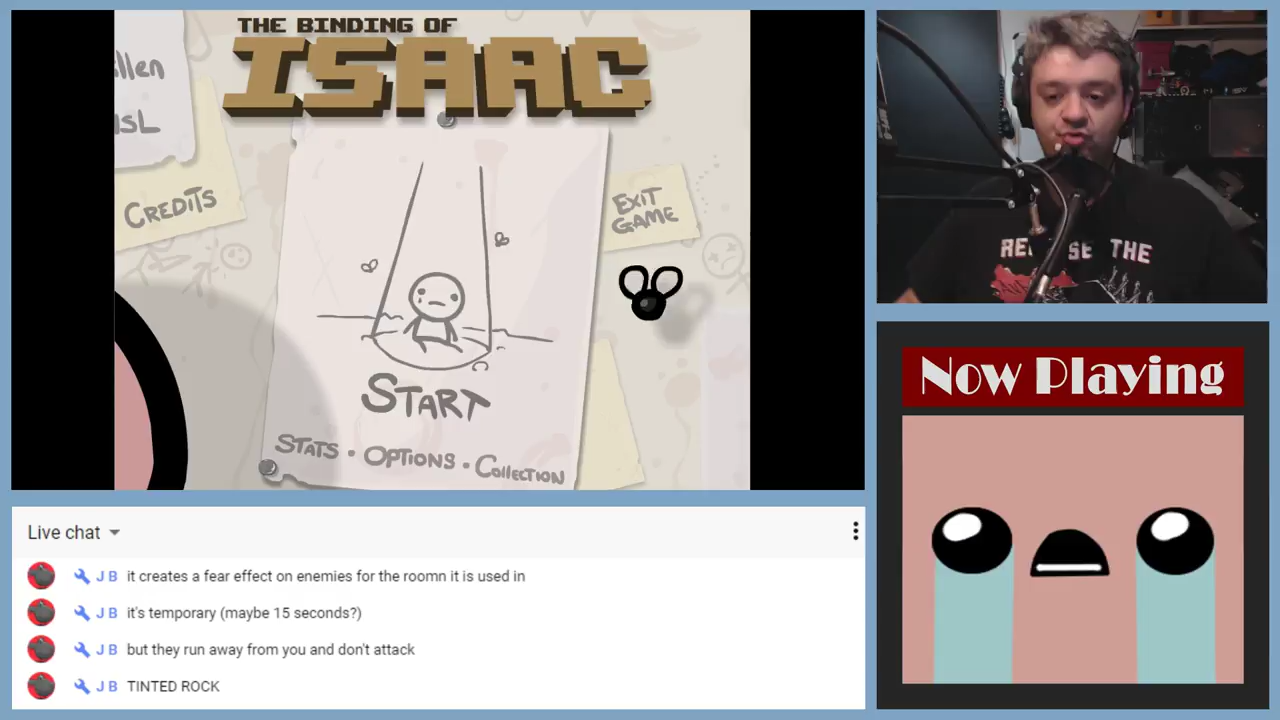 THE BINDING OF
ISAAC
CREDITS
EXIT
GAME
START
STATS • OPTIONS • COLLECTION
THE
Now Playing
Live chat
J B it creates a fear effect on enemies for the roomn it is used in
J B it's temporary (maybe 15 seconds?)
J B but they run away from you and don't attack
J B TINTED ROCK